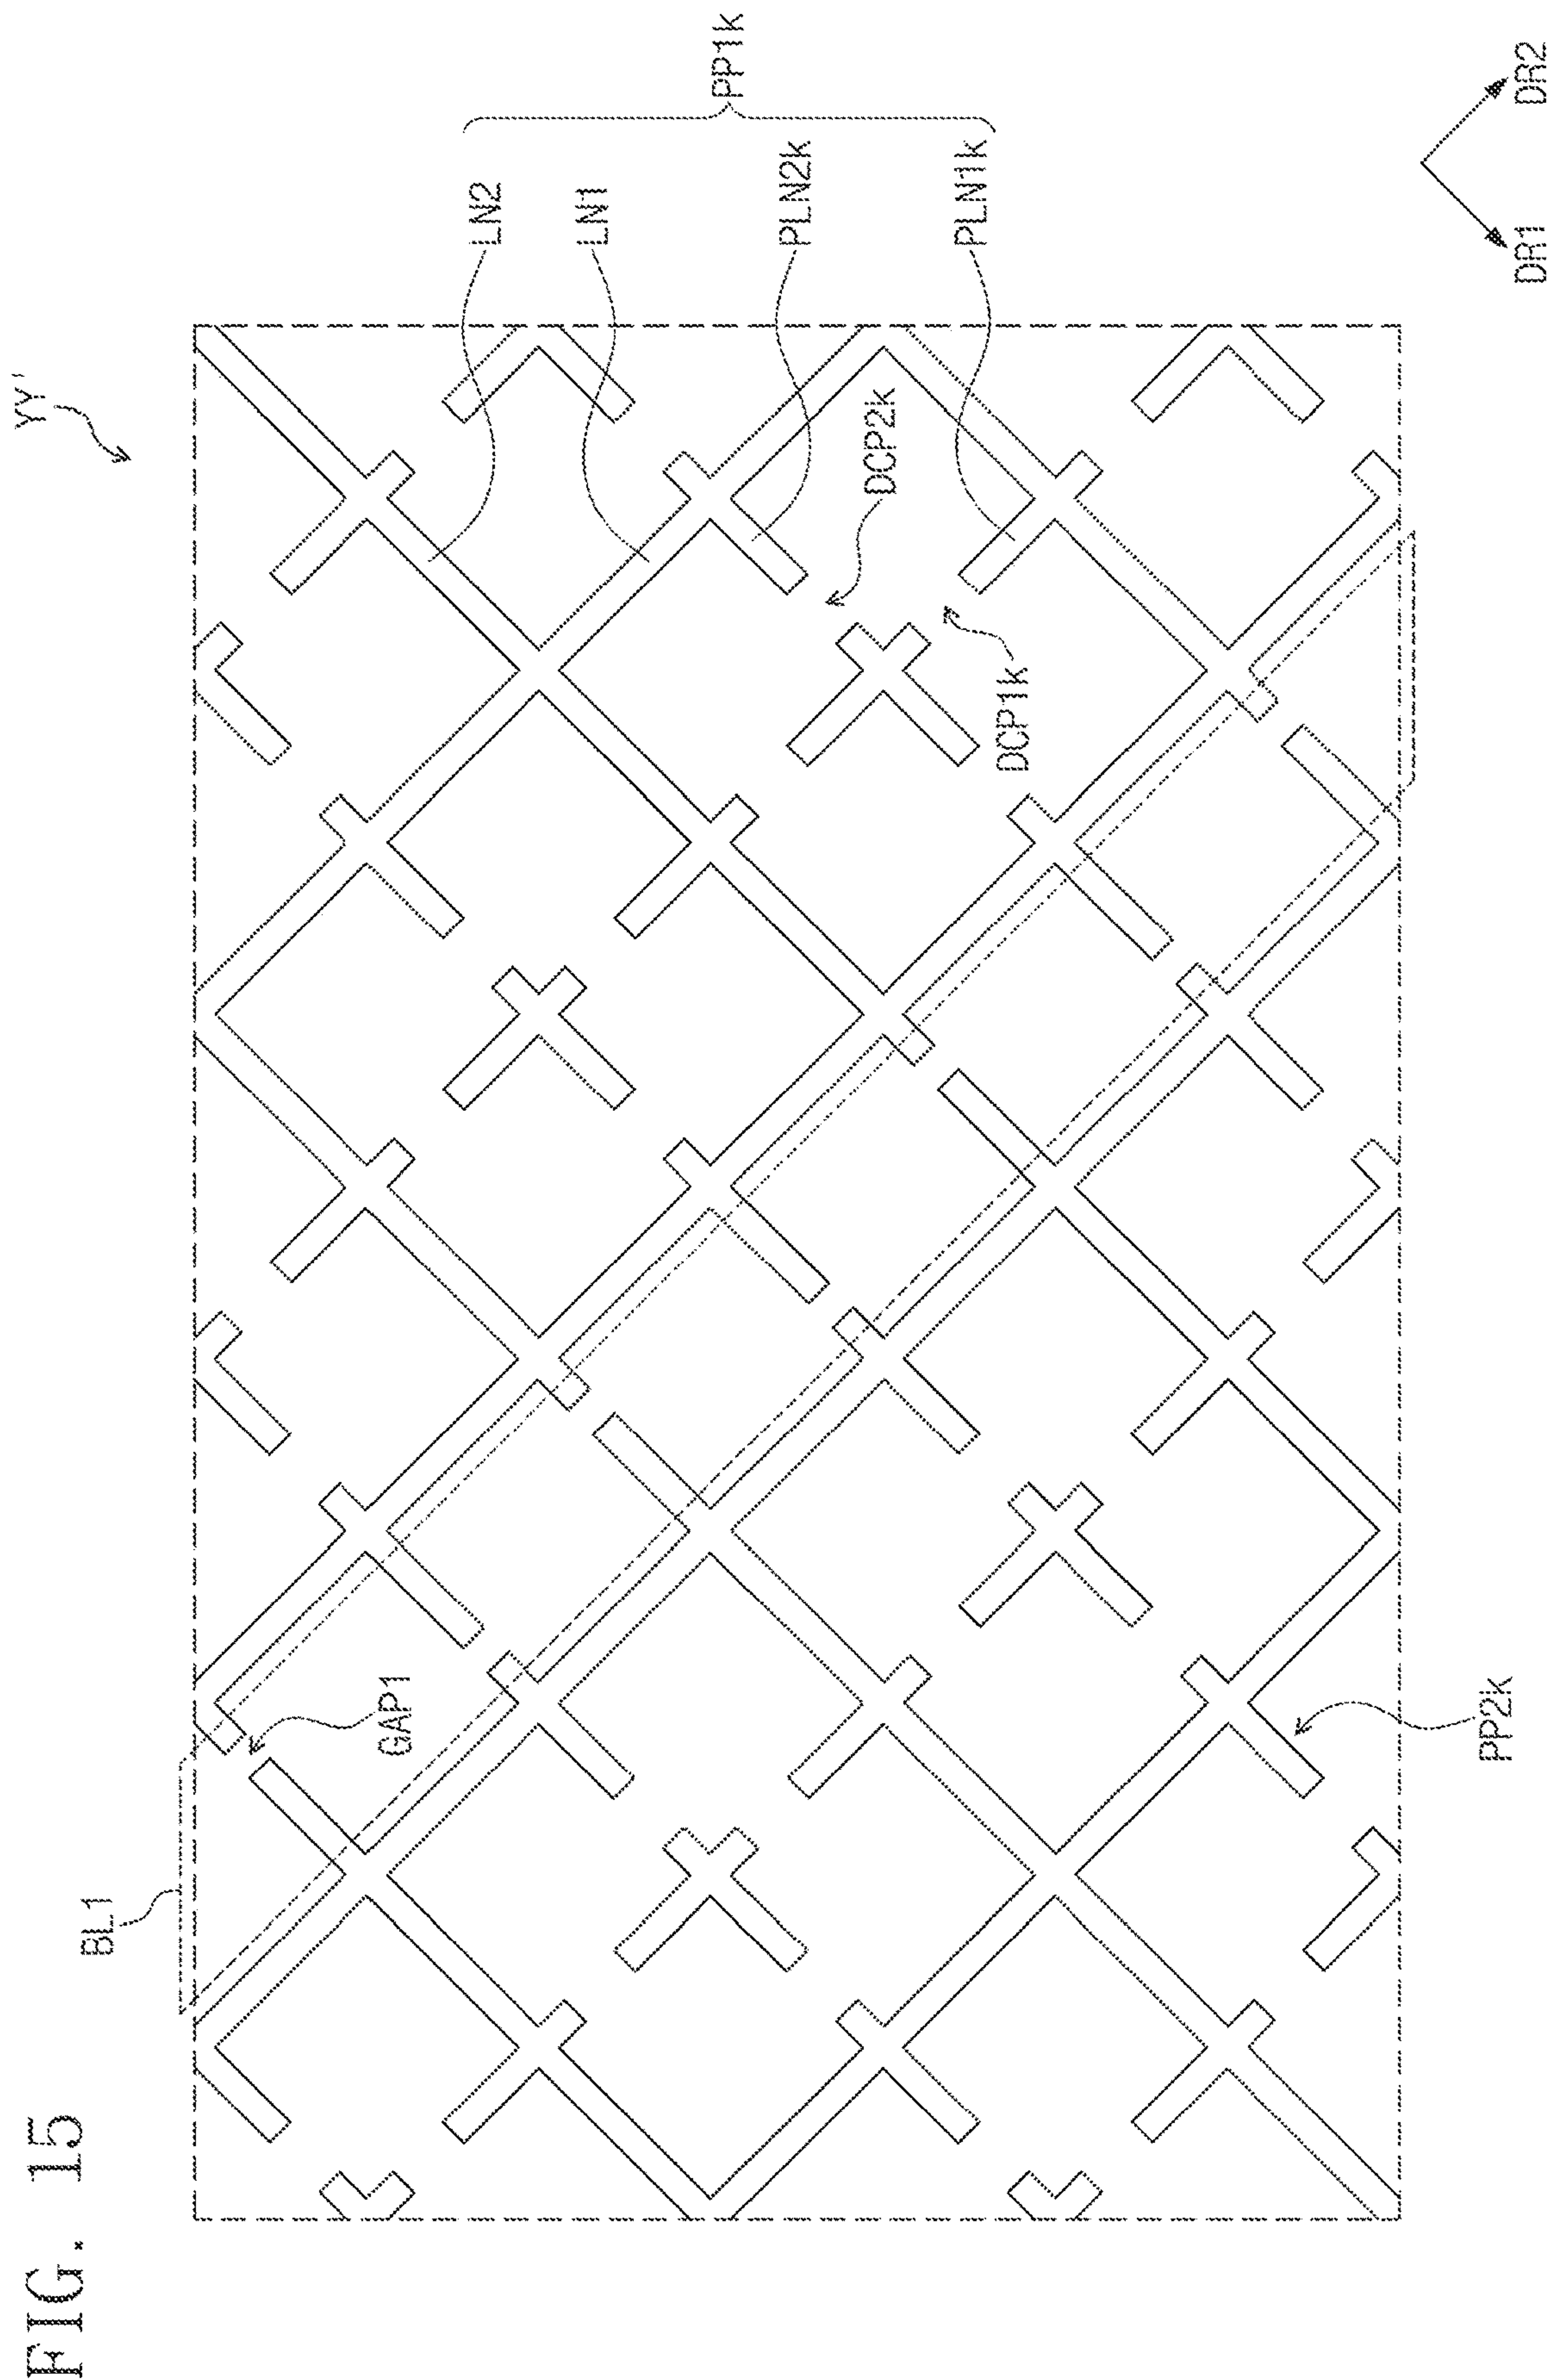 FIG. 15
YY'
BL1
GAP1
LN2
LN1
PLN2k
PLN1k
PP1k
DCP2k
DCP1k
PP2k
DR1
DR2